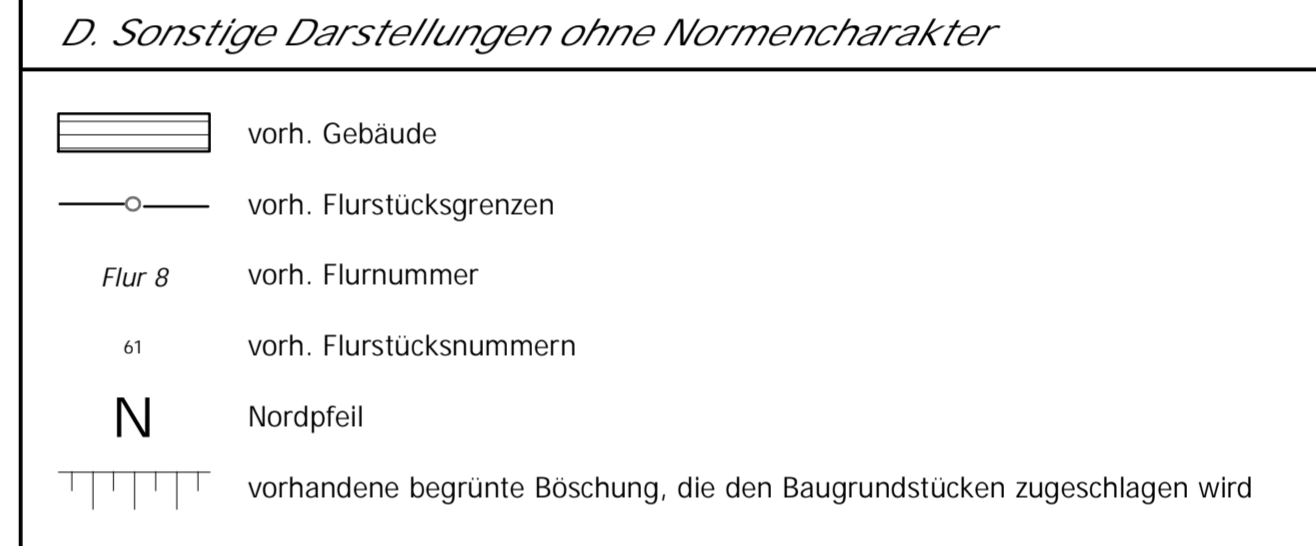 D. Sonstige Darstellungen ohne Normencharakter
vorh. Gebäude
vorh. Flurstücksgrenzen
Flur 8 vorh. Flurnummer
61 vorh. Flurstücksnummern
N Nordpfeil
vorhandene begrünte Böschung, die den Baugrundstücken zugeschlagen wird